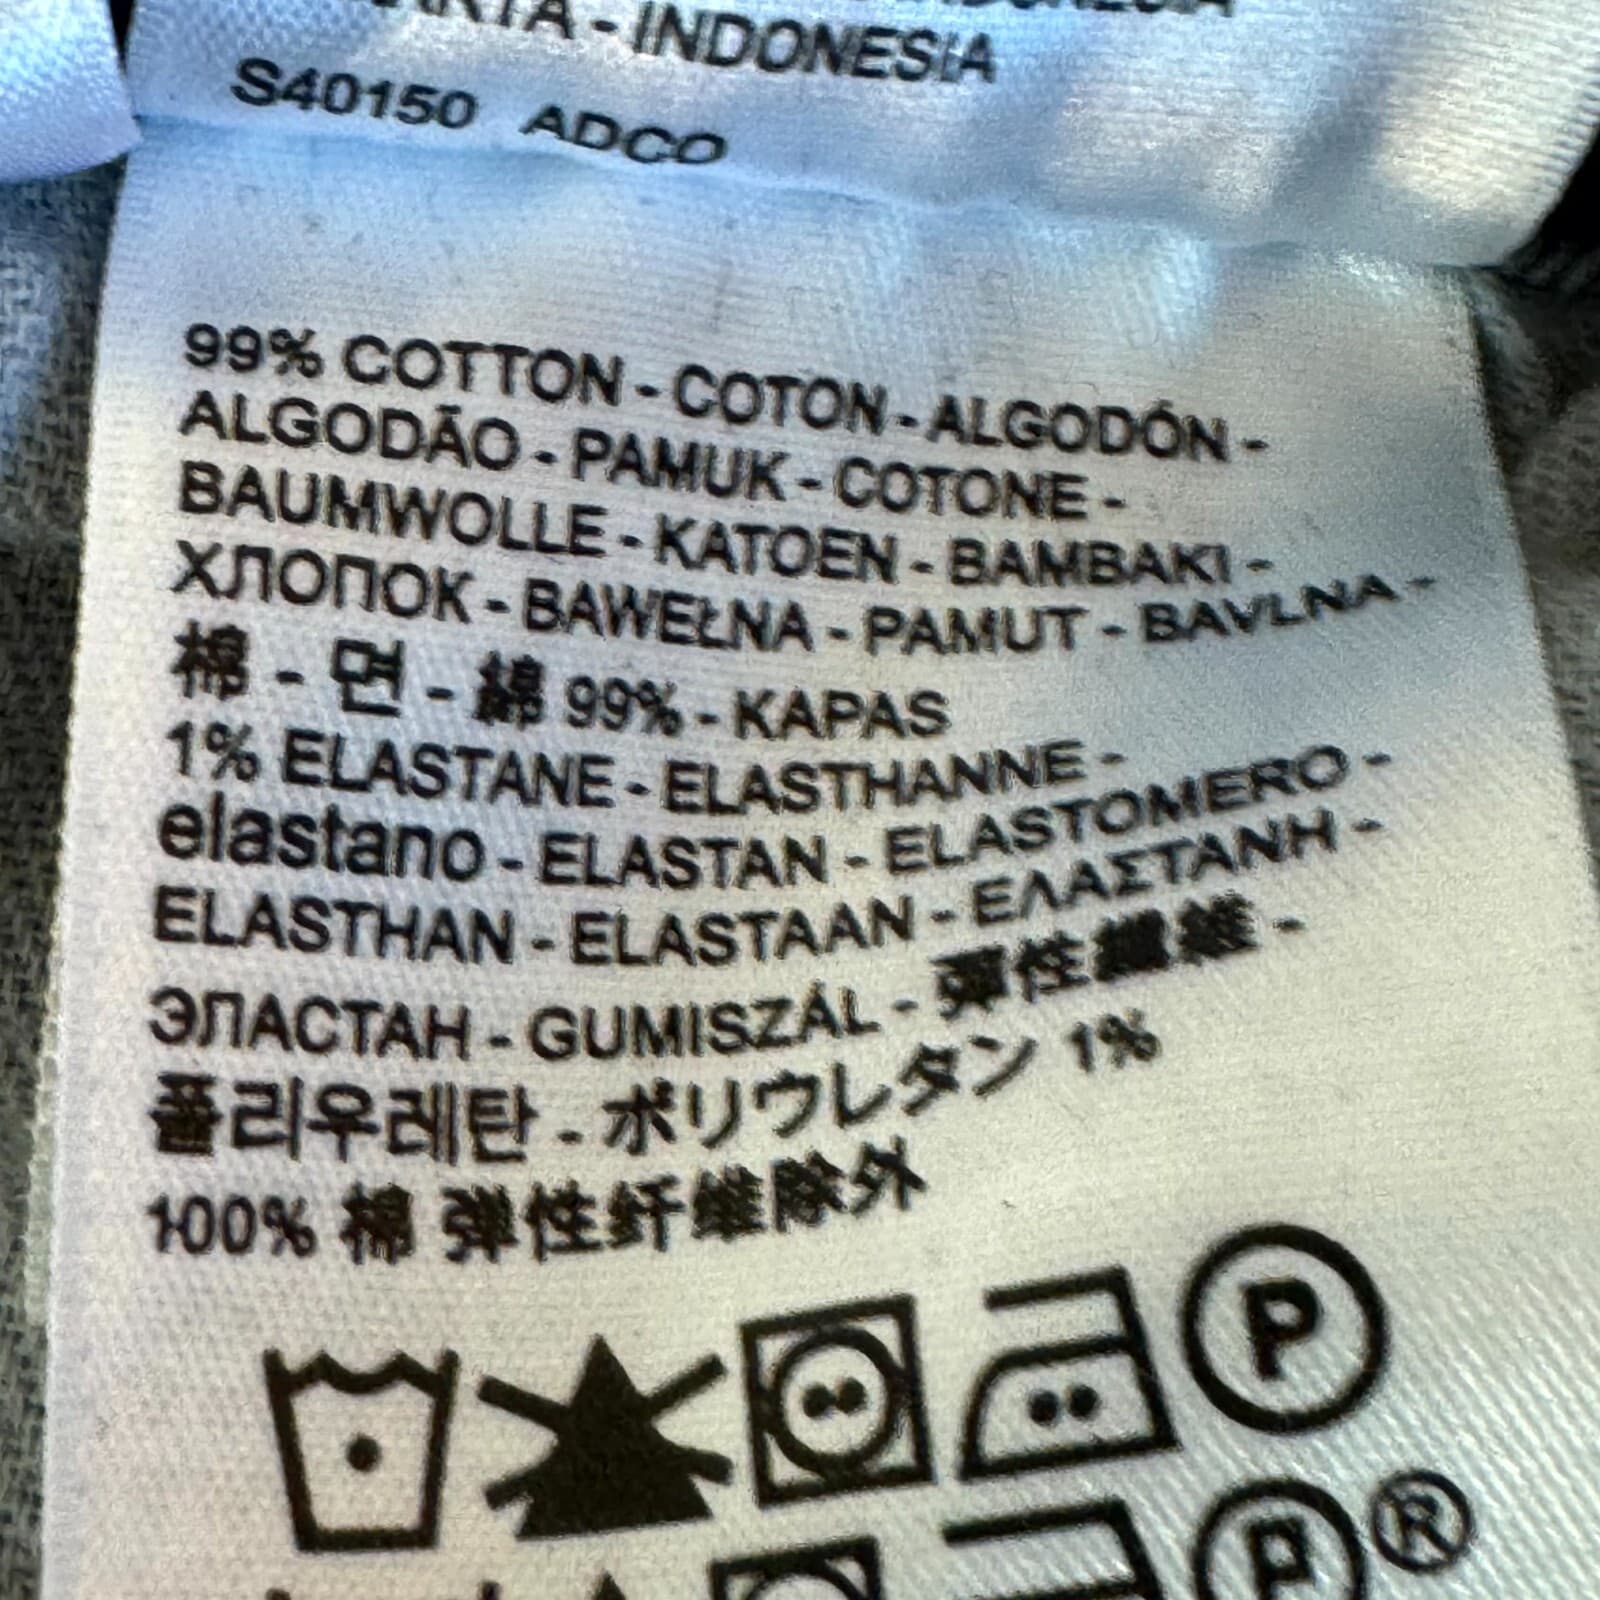 - INDONESIA
S40150 ADCO
99% COTTON - COTON - ALGODÓN -
ALGODÃO - PAMUK - COTONE -
BAUMWOLLE - KATOEN - BAMBAKI -
ХЛОПОК - BAWEŁNA - PAMUT - BAVLNA -
棉 - 면 - 綿 99% - KAPAS
1% ELASTANE - ELASTHANNE -
elastano - ELASTAN - ELASTOMERO -
ELASTHAN - ELASTAAN - ΕΛΑΣΤΑΝΗ -
ЭЛАСТАН - GUMISZÁL - 彈性纖維 -
폴리우레탄 - ポリウレタン 1%
100% 棉 弹性纤维除外
P
P ®